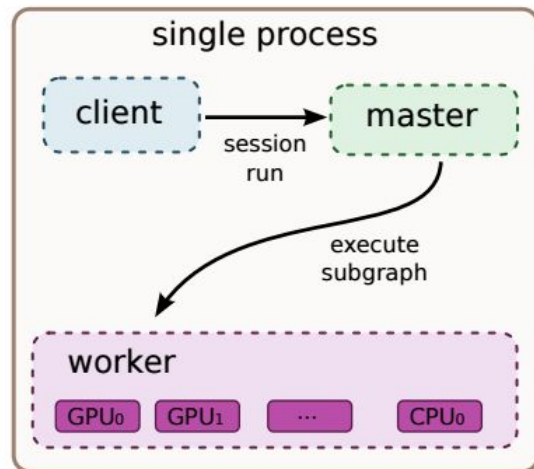 single process
client
master
session
run
execute
subgraph
worker
GPU₀ GPU₁ ... CPU₀